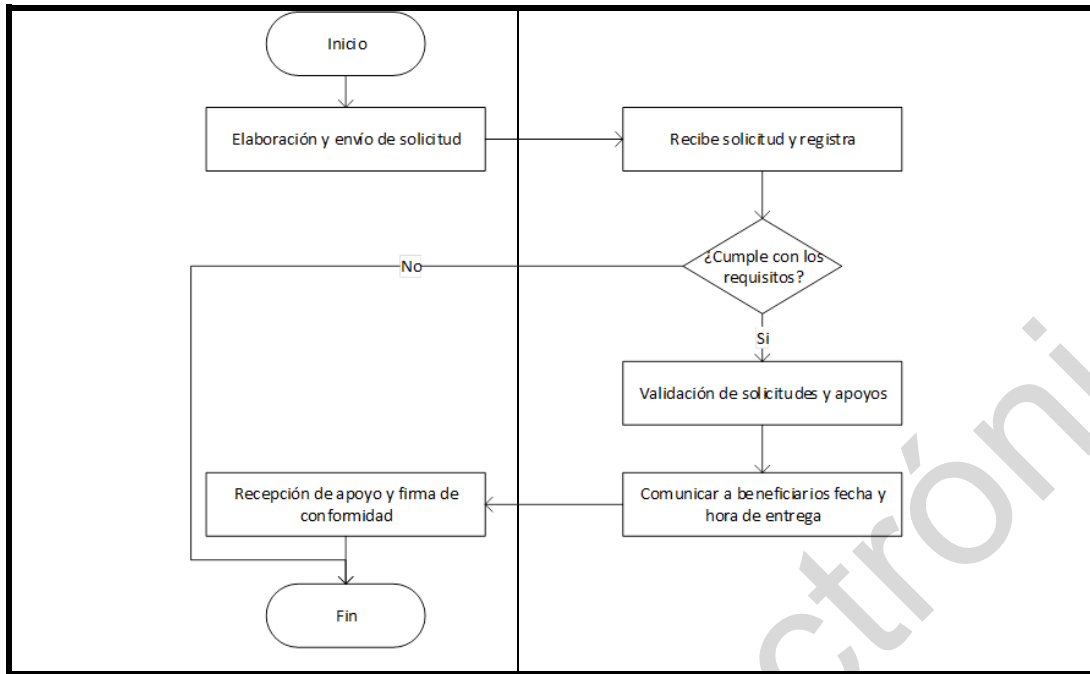 Inicio
Elaboración y envío de solicitud
Recibe solicitud y registra
¿Cumple con los
requisitos?
No
Si
Validación de solicitudes y apoyos
Comunicar a beneficiarios fecha y
hora de entrega
Recepción de apoyo y firma de
conformidad
Fin
ctróni